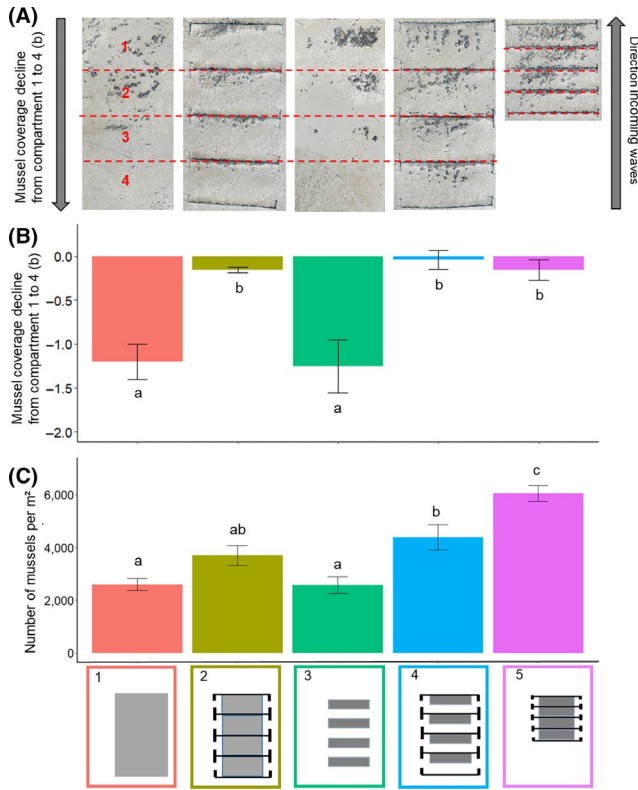 (A)
Mussel coverage decline
from compartment 1 to 4 (b)
1
2
3
4
Direction incoming waves
(B)
Mussel coverage decline
from compartment 1 to 4 (b)
0.0
−0.5
−1.0
−1.5
−2.0
a
b
a
b
b
(C)
Number of mussels per m²
6,000
4,000
2,000
0
a
ab
a
b
c
1
2
3
4
5